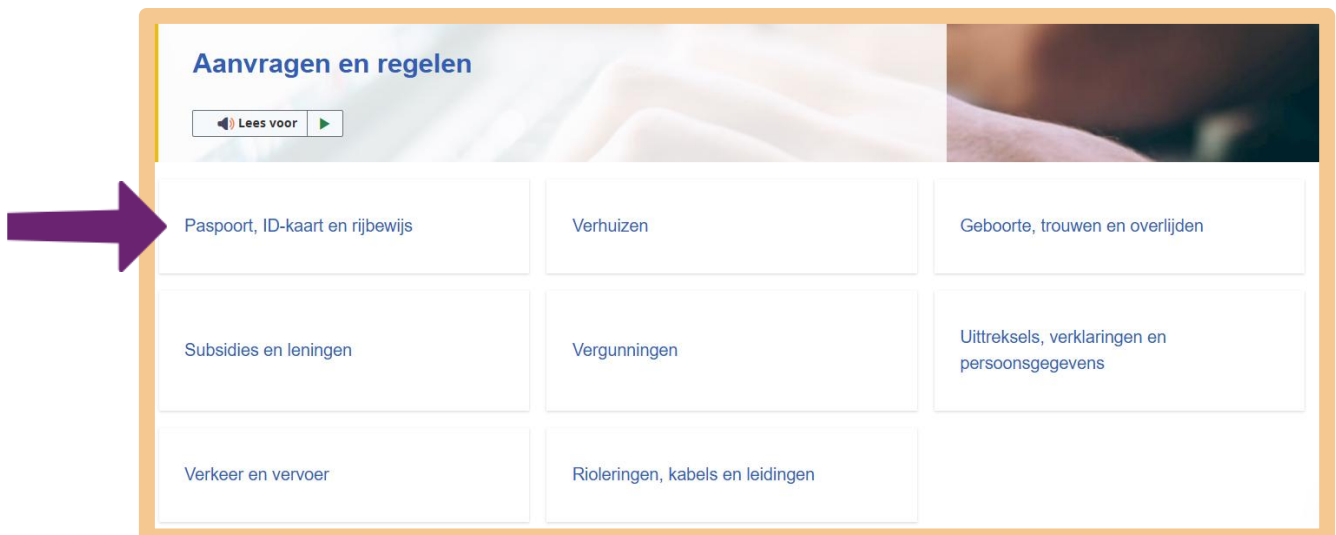 Aanvragen en regelen
Lees voor
Paspoort, ID-kaart en rijbewijs
Verhuizen
Geboorte, trouwen en overlijden
Subsidies en leningen
Vergunningen
Uittreksels, verklaringen en
persoonsgegevens
Verkeer en vervoer
Rioleringen, kabels en leidingen